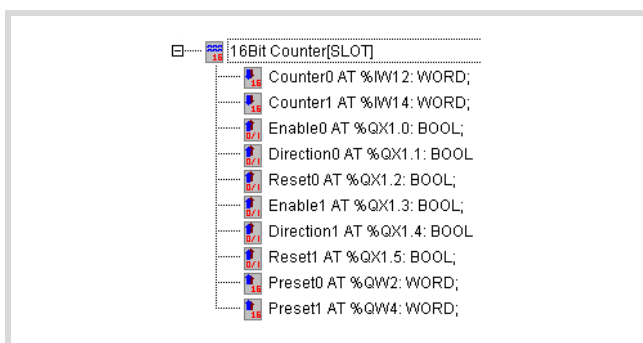 16Bit Counter[SLOT]
Counter0 AT %IW12: WORD;
Counter1 AT %IW14: WORD;
Enable0 AT %QX1.0: BOOL;
Direction0 AT %QX1.1: BOOL
Reset0 AT %QX1.2: BOOL;
Enable1 AT %QX1.3: BOOL;
Direction1 AT %QX1.4: BOOL
Reset1 AT %QX1.5: BOOL;
Preset0 AT %QW2: WORD;
Preset1 AT %QW4: WORD;